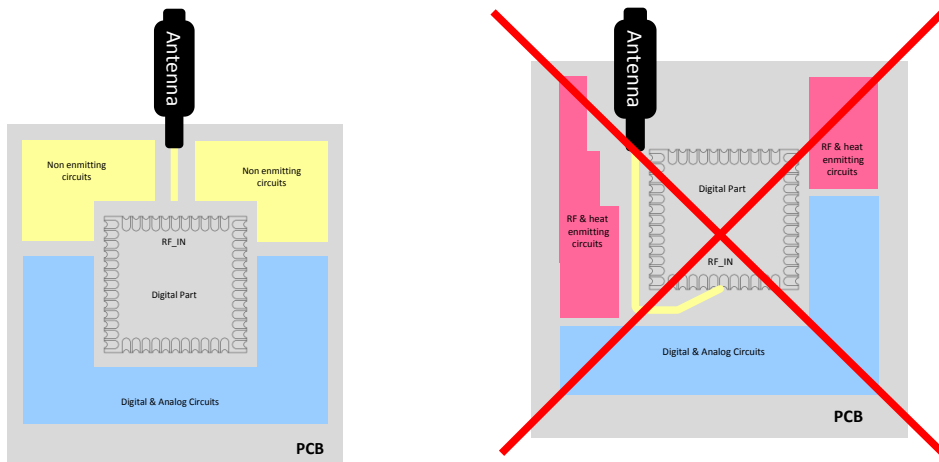 Antenna
Non enmitting
circuits
Non enmitting
circuits
RF_IN
Digital Part
Digital & Analog Circuits
PCB
Antenna
RF & heat
enmitting
circuits
Digital Part
RF & heat
enmitting
circuits
RF_IN
Digital & Analog Circuits
PCB